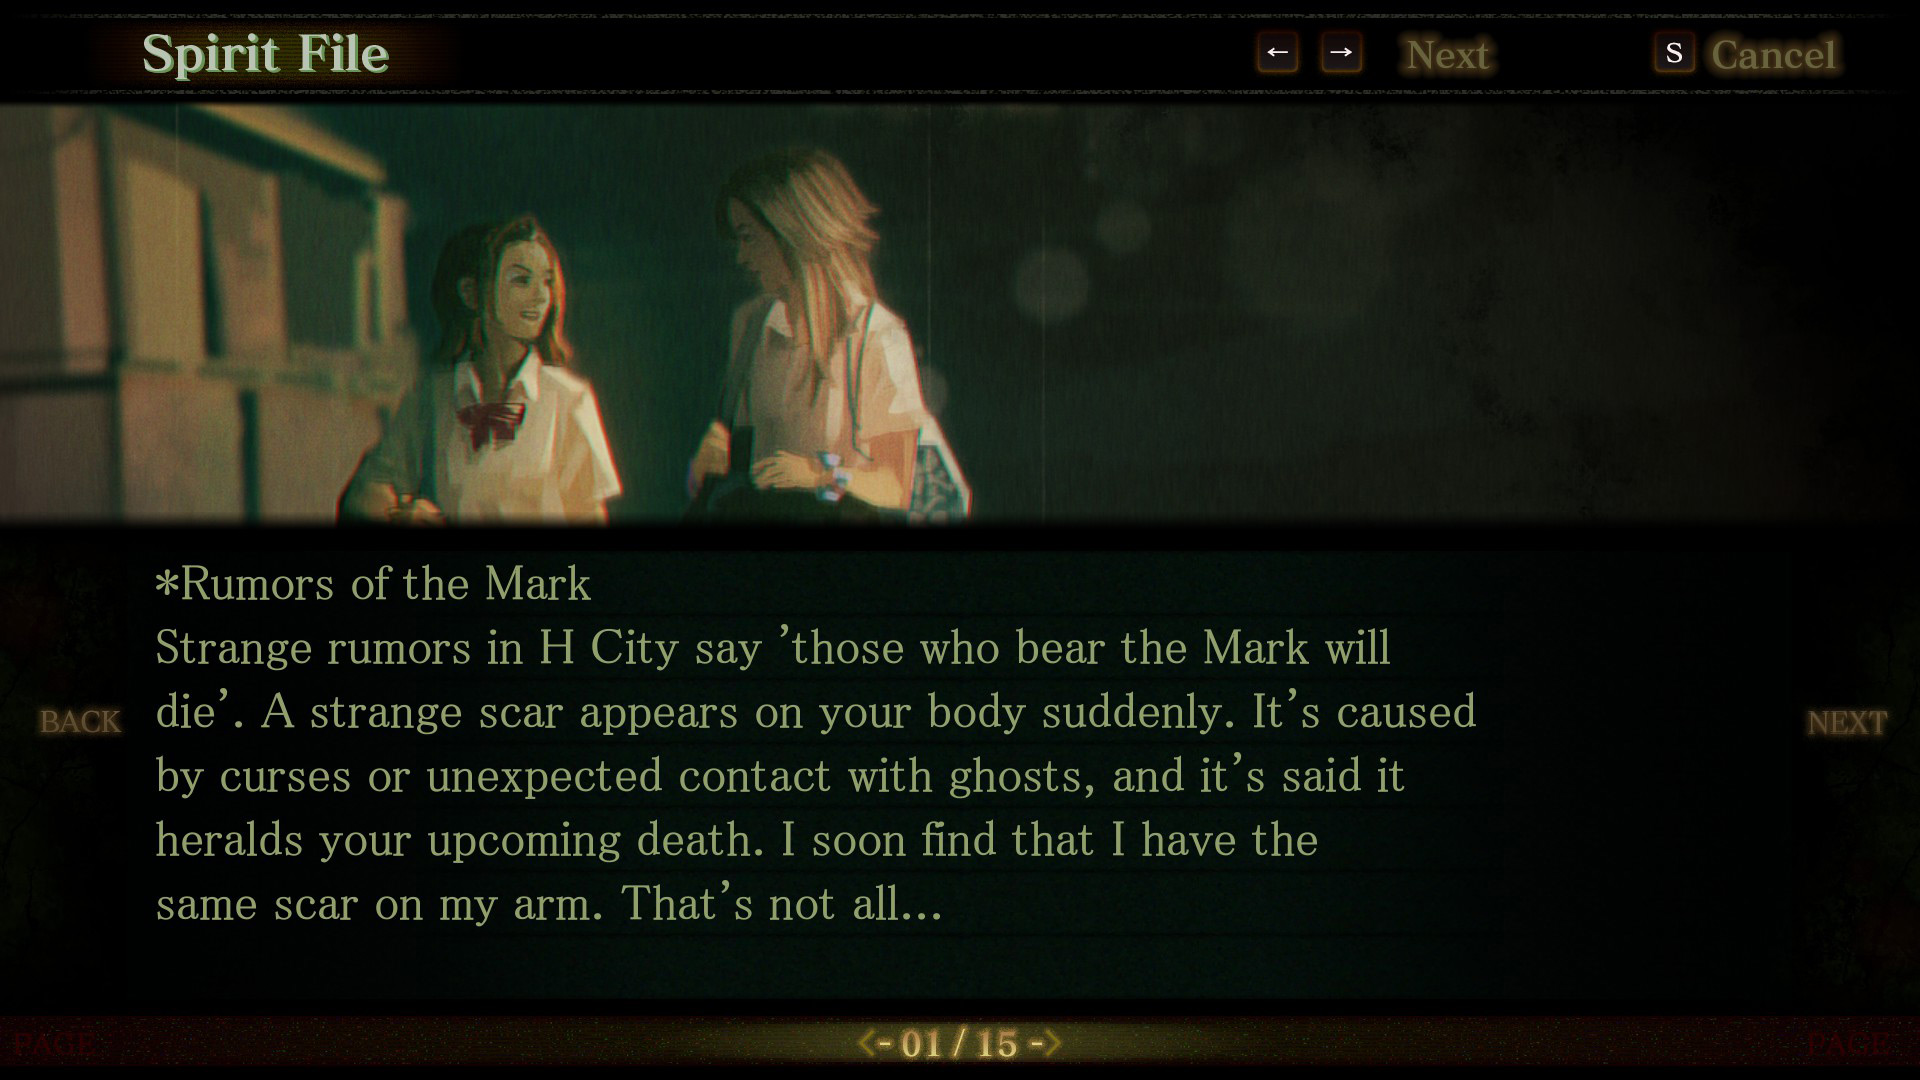 Spirit File
← → Next
S Cancel
*Rumors of the Mark
Strange rumors in H City say ’those who bear the Mark will
die’. A strange scar appears on your body suddenly. It’s caused
by curses or unexpected contact with ghosts, and it’s said it
heralds your upcoming death. I soon find that I have the
same scar on my arm. That’s not all...
BACK
NEXT
PAGE
<- 01 / 15 ->
PAGE